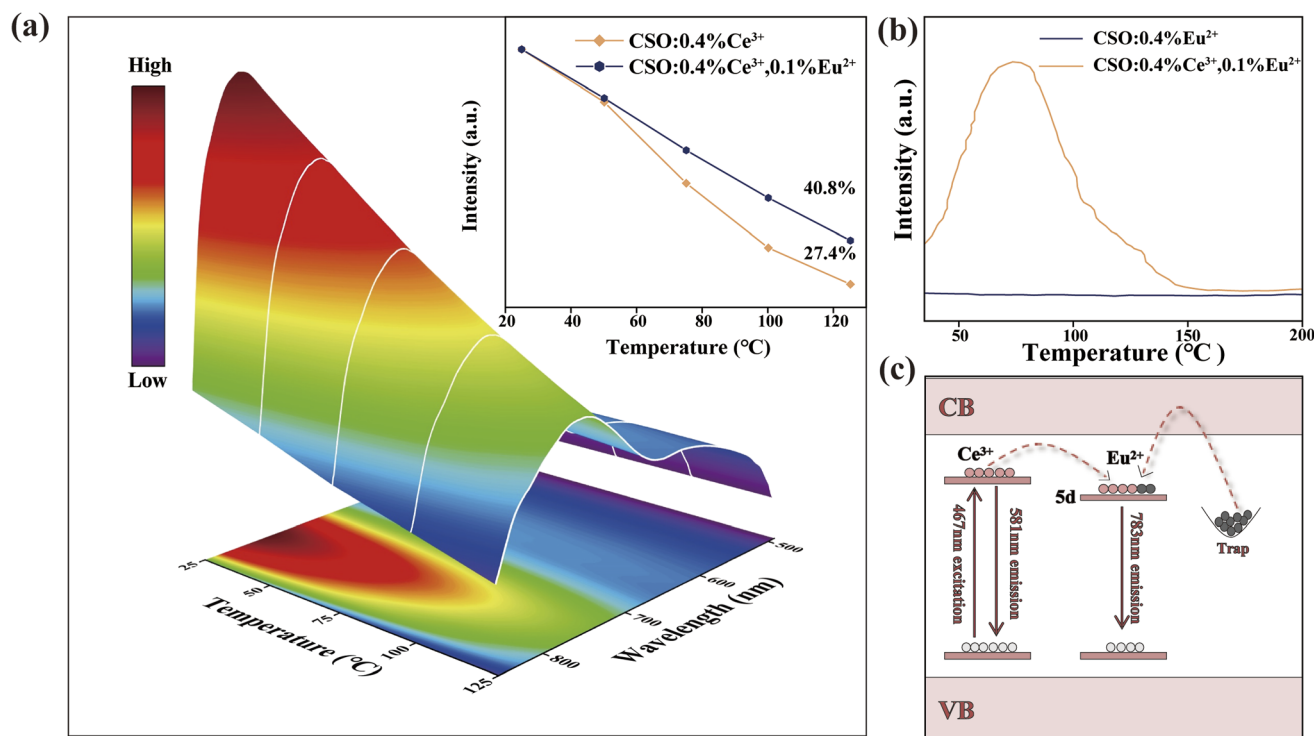 (a)
High
Low
CSO:0.4%Ce³⁺
CSO:0.4%Ce³⁺,0.1%Eu²⁺
Intensity (a.u.)
40.8%
27.4%
20 40 60 80 100 120
Temperature (℃)
25 50 75 100 125
Temperature (℃)
500 600 700 800
Wavelength (nm)
(b)
CSO:0.4%Eu²⁺
CSO:0.4%Ce³⁺,0.1%Eu²⁺
Intensity (a.u.)
50 100 150 200
Temperature (℃ )
(c)
CB
Ce³⁺
Eu²⁺
5d
467nm excitation
581nm emission
783nm emission
Trap
VB